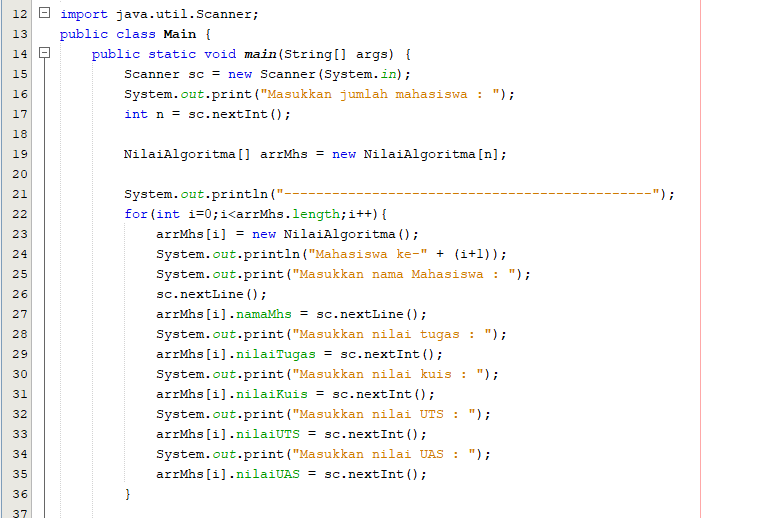 12 import java.util.Scanner;
13 public class Main {
14     public static void main(String[] args) {
15         Scanner sc = new Scanner(System.in);
16         System.out.print("Masukkan jumlah mahasiswa : ");
17         int n = sc.nextInt();
18
19         NilaiAlgoritma[] arrMhs = new NilaiAlgoritma[n];
20
21         System.out.println("----------------------------------------------");
22         for(int i=0;i<arrMhs.length;i++){
23             arrMhs[i] = new NilaiAlgoritma();
24             System.out.println("Mahasiswa ke-" + (i+1));
25             System.out.print("Masukkan nama Mahasiswa : ");
26             sc.nextLine();
27             arrMhs[i].namaMhs = sc.nextLine();
28             System.out.print("Masukkan nilai tugas : ");
29             arrMhs[i].nilaiTugas = sc.nextInt();
30             System.out.print("Masukkan nilai kuis : ");
31             arrMhs[i].nilaiKuis = sc.nextInt();
32             System.out.print("Masukkan nilai UTS : ");
33             arrMhs[i].nilaiUTS = sc.nextInt();
34             System.out.print("Masukkan nilai UAS : ");
35             arrMhs[i].nilaiUAS = sc.nextInt();
36         }
37